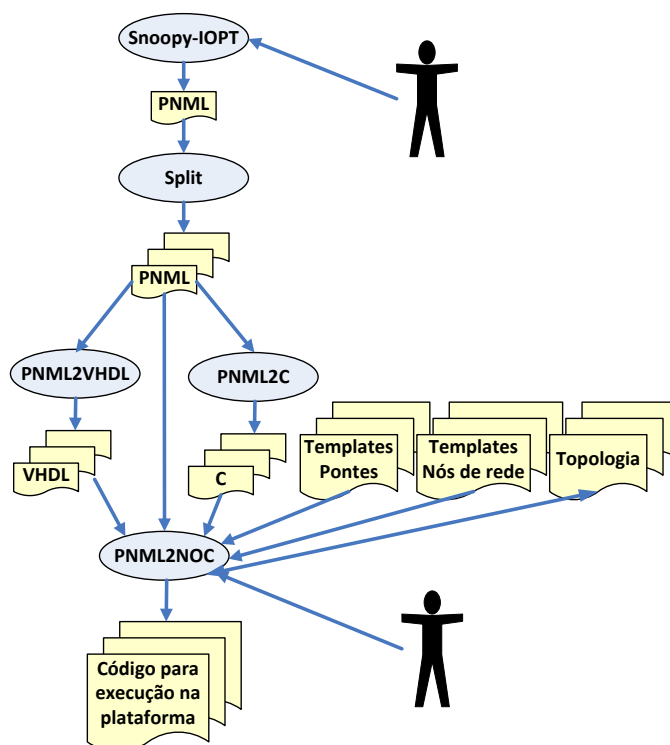 Snoopy-IOPT
PNML
Split
PNML
PNML2VHDL
PNML2C
VHDL
C
Templates
Pontes
Templates
Nós de rede
Topologia
PNML2NOC
Código para
execução na
plataforma